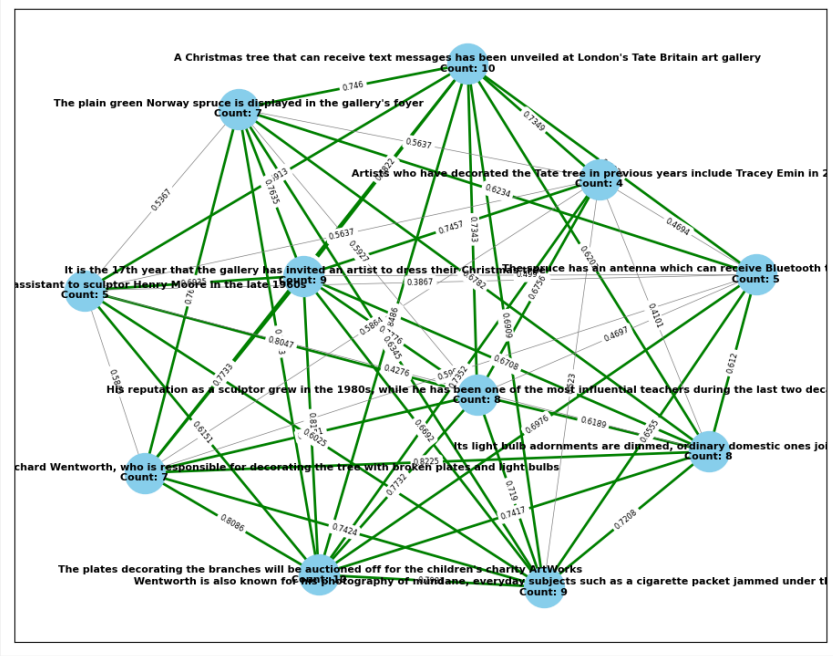 A Christmas tree that can receive text messages has been unveiled at London's Tate Britain art gallery
Count: 10
0.746
The plain green Norway spruce is displayed in the gallery's foyer
Count: 7
0.7349
0.5637
Artists who have decorated the Tate tree in previous years include Tracey Emin in 2
Count: 4
0.6234
0.7635
0.5367
0.4694
0.7457
0.7343
0.5637
0.5927
It is the 17th year that the gallery has invited an artist to dress their Christmas
Count: 9
The spruce has an antenna which can receive Bluetooth t
Count: 5
assistant to sculptor Henry Moore in the late 1960s
Count: 5
0.3867
0.6756
0.8486
0.4101
0.5864
0.6909
0.4697
0.8047
0.6345
0.6708
0.612
0.4276
0.7352
0.7733
His reputation as a sculptor grew in the 1980s, while he has been one of the most influential teachers during the last two deca
Count: 8
0.6189
0.6976
0.6555
0.6151
0.6025
0.6692
Its light bulb adornments are dimmed, ordinary domestic ones joi
Count: 8
0.8225
chard Wentworth, who is responsible for decorating the tree with broken plates and light bulbs
Count: 7
0.7732
0.719
0.7417
0.7208
0.8086
0.7424
The plates decorating the branches will be auctioned off for the children's charity ArtWorks
Wentworth is also known for his photography of mundane, everyday subjects such as a cigarette packet jammed under th
Count: 9